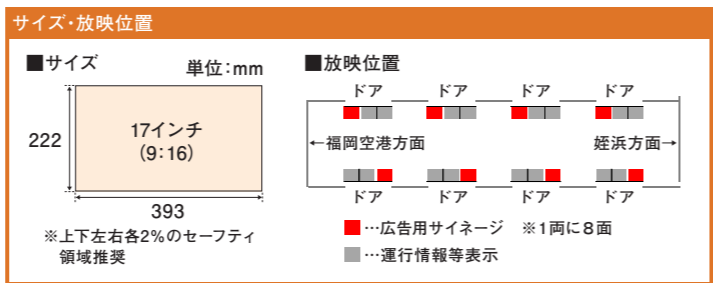 サイズ・放映位置
■サイズ
単位：mm
222
17インチ
(9：16)
393
※上下左右各2%のセーフティ
領域推奨
■放映位置
ドア ドア ドア ドア
←福岡空港方面 姪浜方面→
ドア ドア ドア ドア
■…広告用サイネージ ※1両に8面
■…運行情報等表示